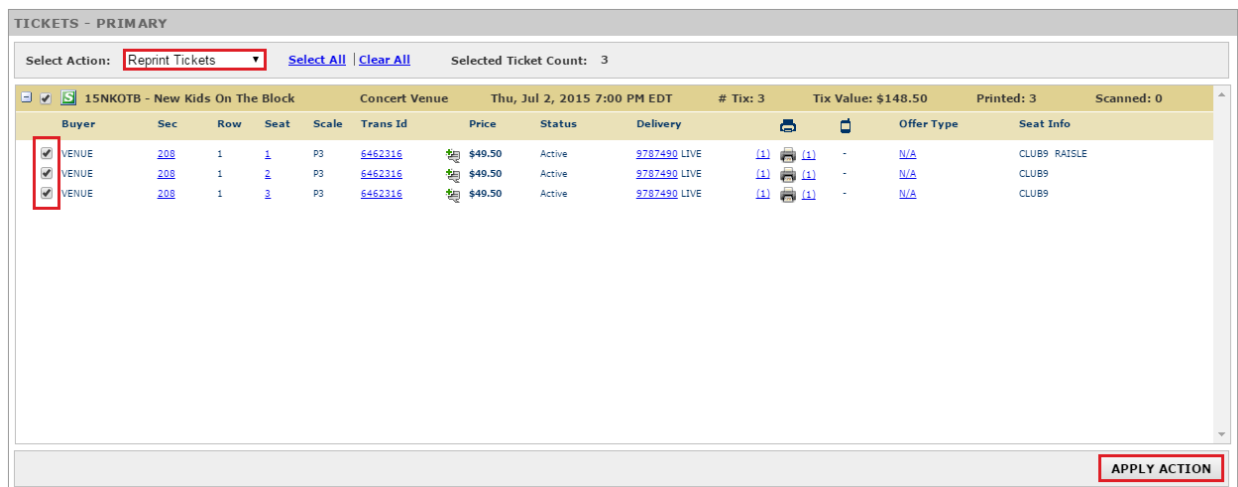 TICKETS - PRIMARY
Select Action: Reprint Tickets Select All | Clear All Selected Ticket Count: 3
S 15NKOTB - New Kids On The Block Concert Venue Thu, Jul 2, 2015 7:00 PM EDT # Tix: 3 Tix Value: $148.50 Printed: 3 Scanned: 0
Buyer Sec Row Seat Scale Trans Id Price Status Delivery Offer Type Seat Info
VENUE 208 1 1 P3 6462316 $49.50 Active 9787490 LIVE (1) (1) - N/A CLUB9 RAISLE
VENUE 208 1 2 P3 6462316 $49.50 Active 9787490 LIVE (1) (1) - N/A CLUB9
VENUE 208 1 3 P3 6462316 $49.50 Active 9787490 LIVE (1) (1) - N/A CLUB9
APPLY ACTION